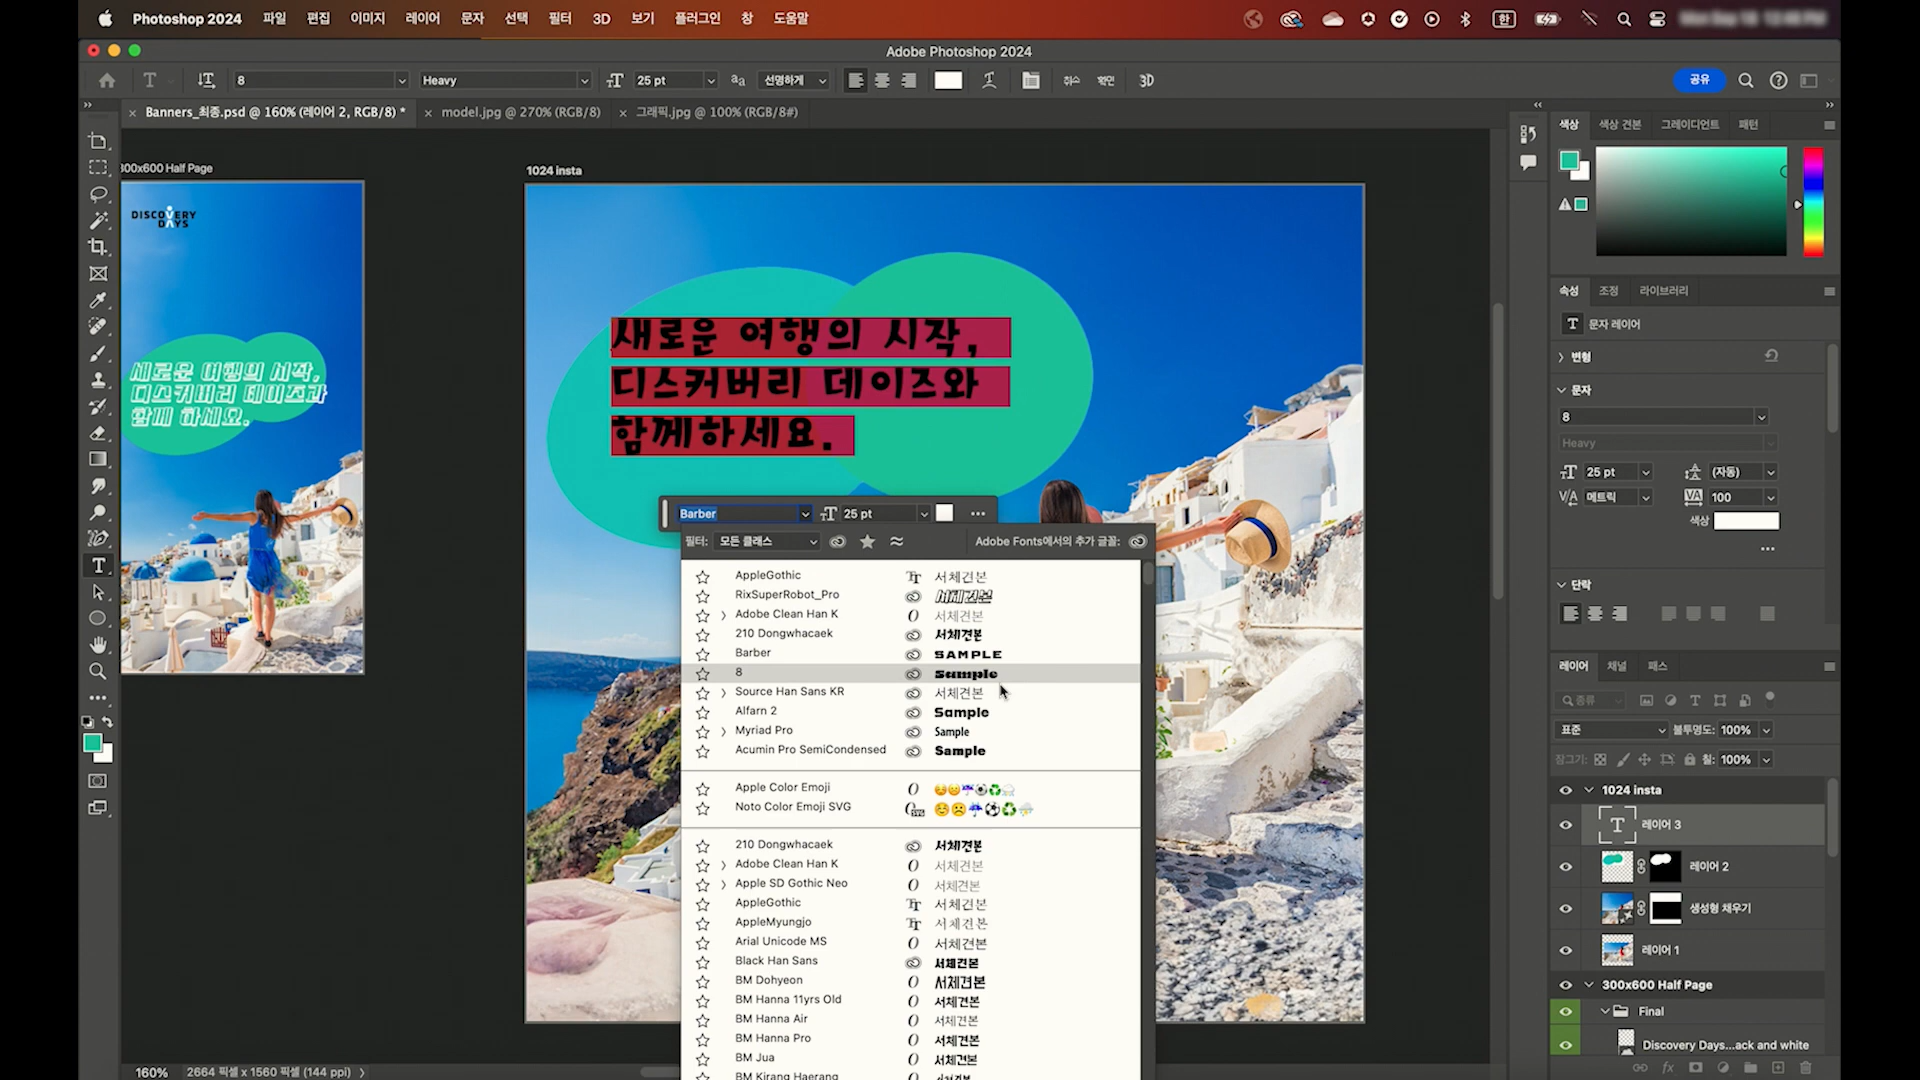 Photoshop 2024 파일 편집 이미지 레이어 문자 선택 필터 3D 보기 플러그인 창 도움말
한
Adobe Photoshop 2024
8 Heavy 25 pt aa 선명하게 취소 확인 3D 공유
Banners_최종.psd @ 160% (레이어 2, RGB/8) *
model.jpg @ 270% (RGB/8)
그래픽.jpg @ 100% (RGB/8#)
300x600 Half Page
DISCOVERY
DAYS
새로운 여행의 시작,
디스커버리 데이즈와
함께 하세요.
1024 insta
새로운 여행의 시작,
디스커버리 데이즈와
함께하세요.
Barber 25 pt
필터: 모든 클래스 Adobe Fonts에서의 추가 글꼴:
AppleGothic 서체견본
RixSuperRobot_Pro 서체견본
Adobe Clean Han K 서체견본
210 Dongwhacaek 서체견본
Barber SAMPLE
8 Sample
Source Han Sans KR 서체견본
Alfarn 2 Sample
Myriad Pro Sample
Acumin Pro SemiCondensed Sample
Apple Color Emoji
Noto Color Emoji SVG
210 Dongwhacaek 서체견본
Adobe Clean Han K 서체견본
Apple SD Gothic Neo 서체견본
AppleGothic 서체견본
AppleMyungjo 서체견본
Arial Unicode MS 서체견본
Black Han Sans 서체견본
BM Dohyeon 서체견본
BM Hanna 11yrs Old 서체견본
BM Hanna Air 서체견본
BM Hanna Pro 서체견본
BM Jua 서체견본
BM Kirang Haerang
160% 2664 픽셀 x 1560 픽셀 (144 ppi)
색상 색상 견본 그레이디언트 패턴
속성 조정 라이브러리
문자 레이어
변형
문자
8
Heavy
25 pt (자동)
메트릭 100
색상
단락
레이어 채널 패스
종류
표준 불투명도: 100%
잠그기: 칠: 100%
1024 insta
레이어 3
레이어 2
생성형 채우기
레이어 1
300x600 Half Page
Final
Discovery Days...ack and white